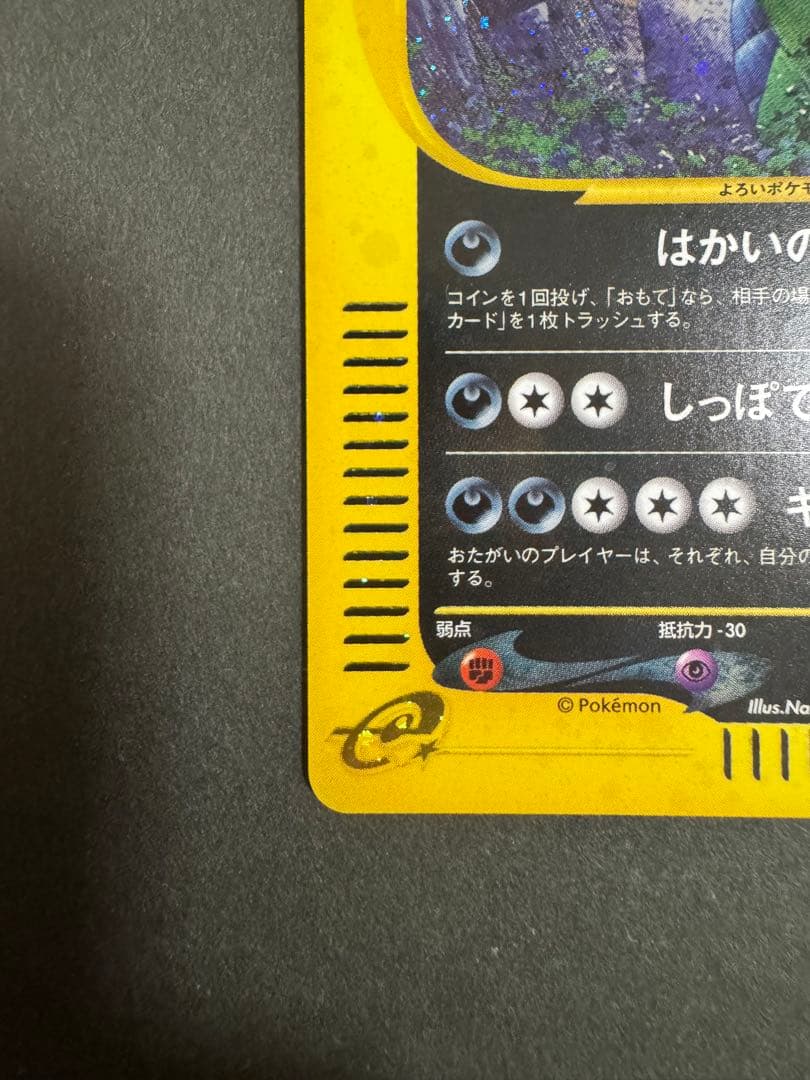 よろいポケモ
はかいの
コインを1回投げ、「おもて」なら、相手の場
カード」を1枚トラッシュする。
しっぽで
キ
おたがいのプレイヤーは、それぞれ、自分の
する。
弱点 抵抗力-30
© Pokémon Illus.Na